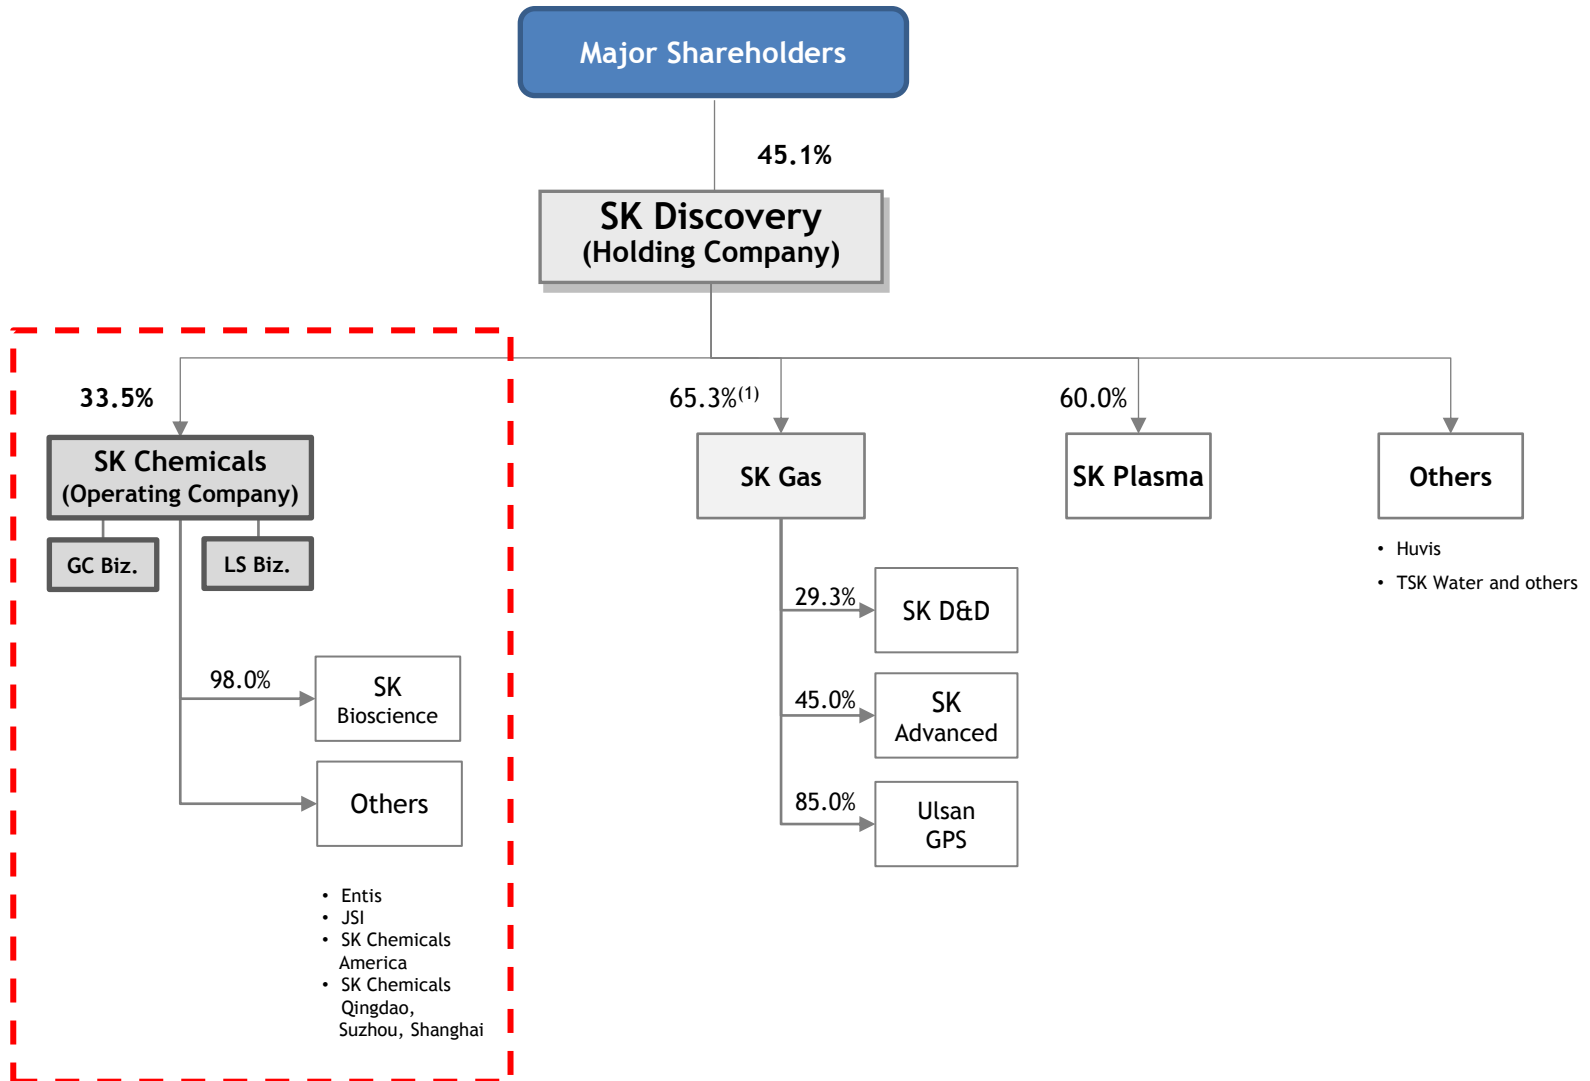 Major Shareholders
45.1%
SK Discovery
(Holding Company)
33.5%
65.3%(1)
60.0%
SK Chemicals
(Operating Company)
SK Gas
SK Plasma
Others
GC Biz.
LS Biz.
• Huvis
• TSK Water and others
29.3%
SK D&D
98.0%
SK
Bioscience
45.0%
SK
Advanced
Others
85.0%
Ulsan
GPS
• Entis
• JSI
• SK Chemicals
America
• SK Chemicals
Qingdao,
Suzhou, Shanghai